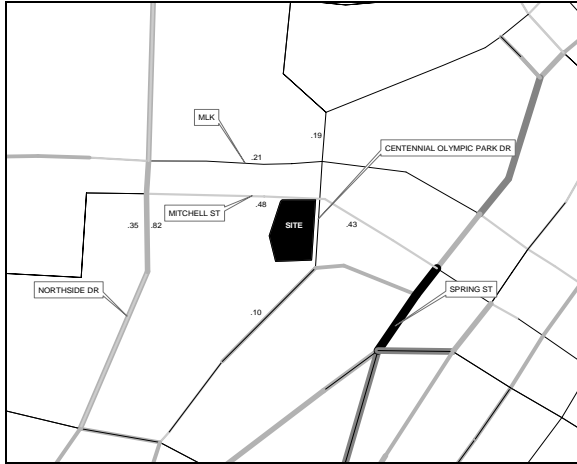 MLK
.19
CENTENNIAL OLYMPIC PARK DR
.21
.48
MITCHELL ST
.35
.82
SITE
.43
NORTHSIDE DR
SPRING ST
.10